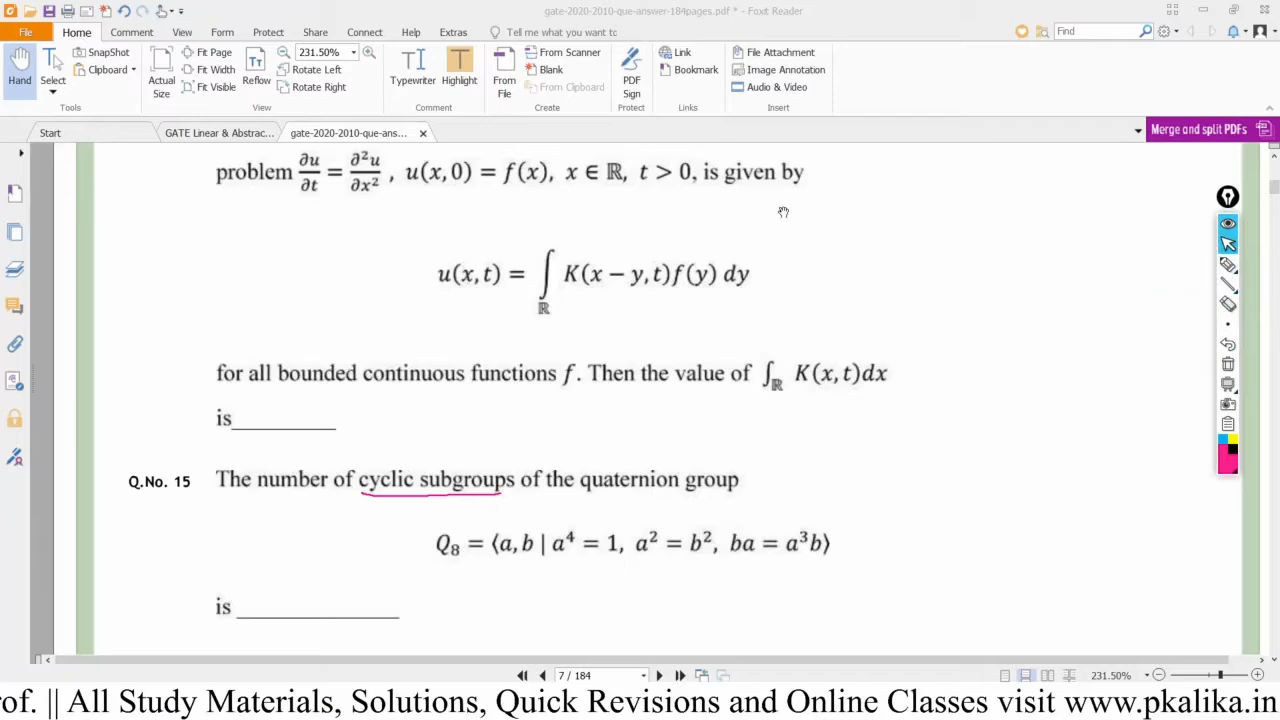 gate-2020-2010-que-answer-184pages.pdf * - Foxit Reader
File Home Comment View Form Protect Share Connect Help Extras Tell me what you want to Find
Hand
Select
SnapShot
Clipboard
Actual Size
Fit Page
Fit Width
Fit Visible
Reflow
231.50%
Rotate Left
Rotate Right
Typewriter
Highlight
From File
From Scanner
Blank
From Clipboard
PDF Sign
Link
Bookmark
File Attachment
Image Annotation
Audio & Video
Tools View Comment Create Protect Links Insert
Start GATE Linear & Abstrac... gate-2020-2010-que-ans... Merge and split PDFs
problem ∂u/∂t = ∂²u/∂x² , u(x, 0) = f(x), x ∈ ℝ, t > 0, is given by
u(x, t) = ∫ℝ K(x − y, t)f(y) dy
for all bounded continuous functions f. Then the value of ∫ℝ K(x, t)dx
is__________
Q.No. 15 The number of cyclic subgroups of the quaternion group
Q₈ = ⟨a, b | a⁴ = 1, a² = b², ba = a³b⟩
is _______________
7 / 184 231.50%
rof. || All Study Materials, Solutions, Quick Revisions and Online Classes visit www.pkalika.in